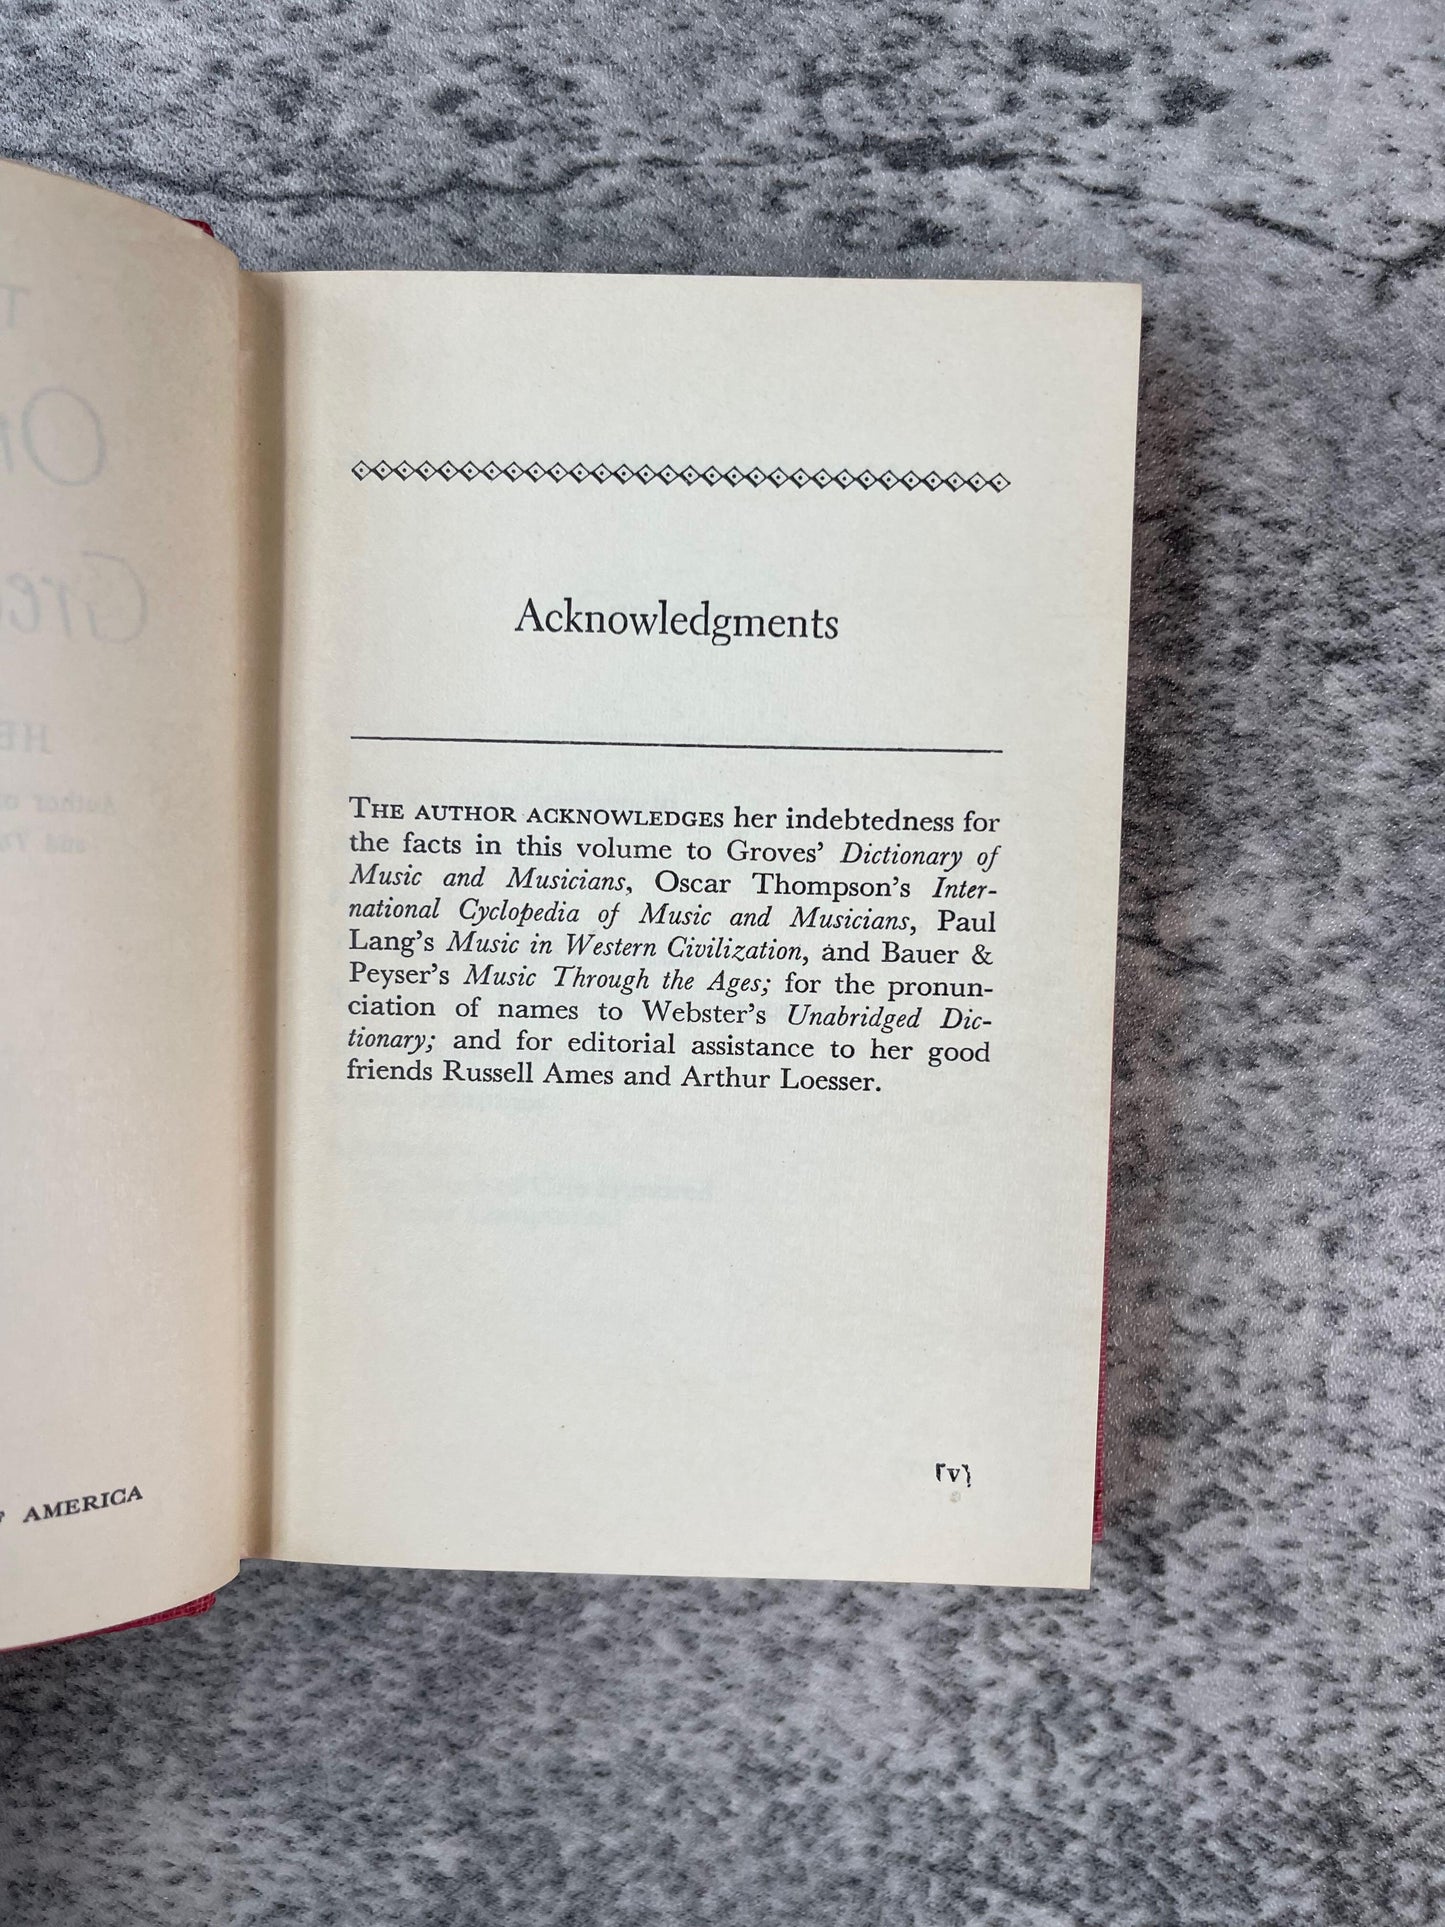 OF AMERICA
Acknowledgments
THE AUTHOR ACKNOWLEDGES her indebtedness for
the facts in this volume to Groves' Dictionary of
Music and Musicians, Oscar Thompson's Inter-
national Cyclopedia of Music and Musicians, Paul
Lang's Music in Western Civilization, and Bauer &
Peyser's Music Through the Ages; for the pronun-
ciation of names to Webster's Unabridged Dic-
tionary; and for editorial assistance to her good
friends Russell Ames and Arthur Loesser.
[v]